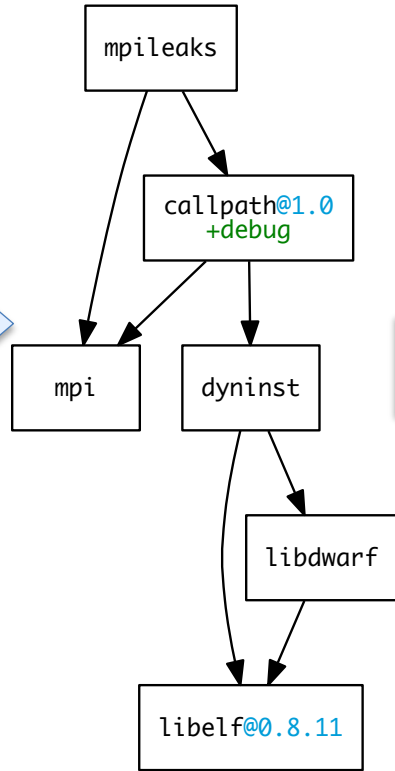 mpileaks
callpath@1.0
+debug
mpi
dyninst
libdwarf
libelf@0.8.11